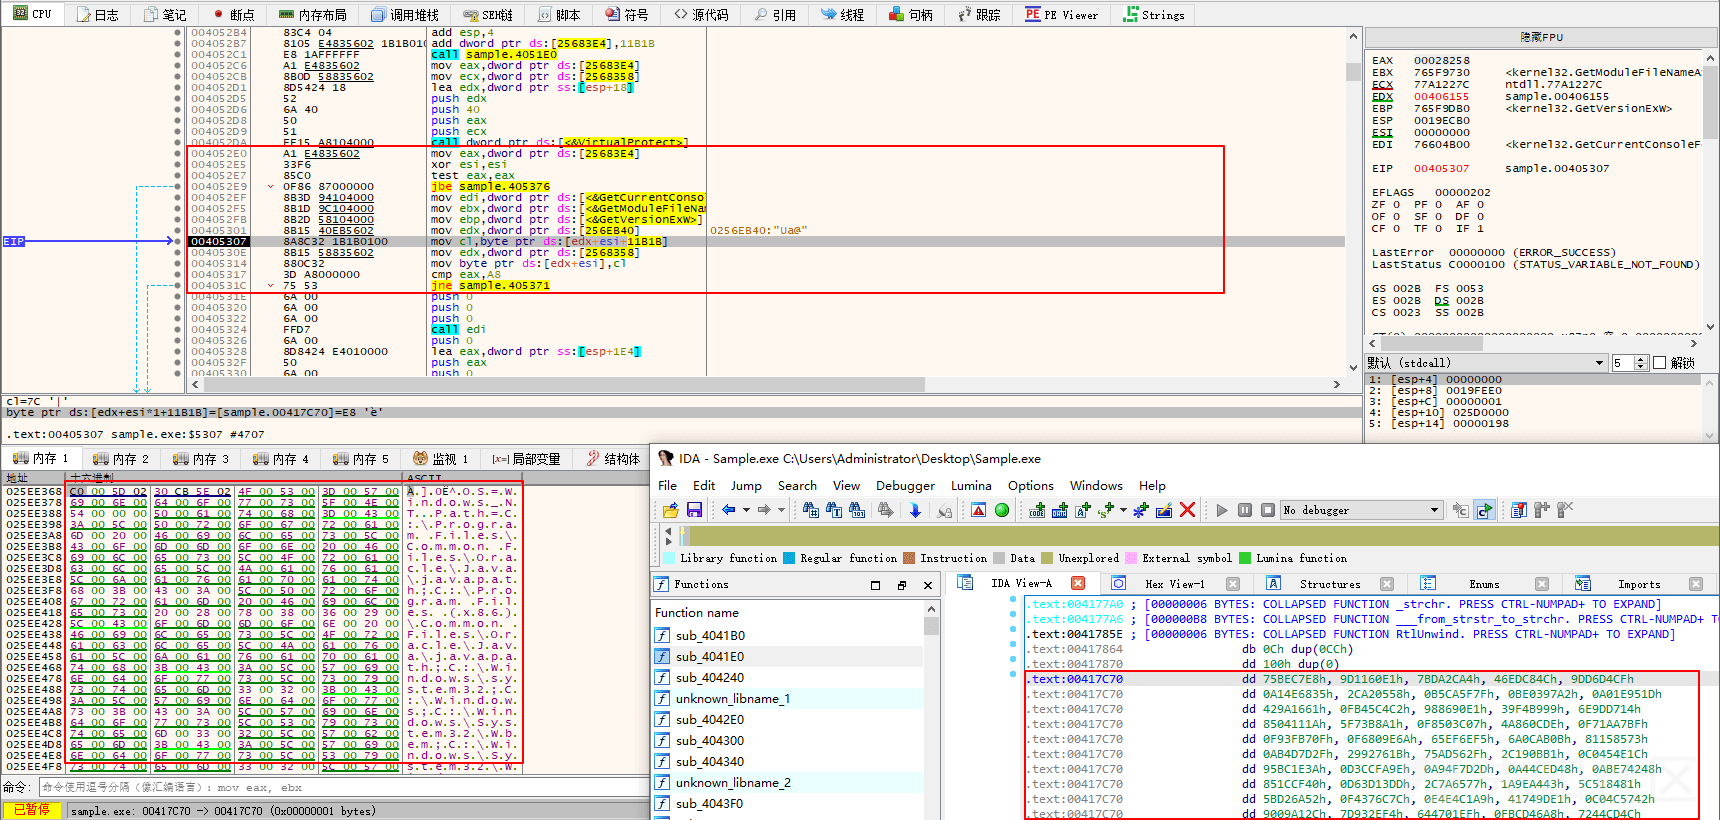 CPU 日志 笔记 断点 内存布局 调用堆栈 SEH链 脚本 符号 源代码 引用 线程 句柄 跟踪 PE Viewer Strings
004052B4 83C4 04 add esp,4
004052B7 8105 E4835602 1B1B010 add dword ptr ds:[25683E4],11B1B
004052C1 E8 1AFFFFFF call sample.4051E0
004052C6 A1 E4835602 mov eax,dword ptr ds:[25683E4]
004052CB 8B0D 58835602 mov ecx,dword ptr ds:[2568358]
004052D1 8D5424 18 lea edx,dword ptr ss:[esp+18]
004052D5 52 push edx
004052D6 6A 40 push 40
004052D8 50 push eax
004052D9 51 push ecx
004052DA FF15 A8104000 call dword ptr ds:[<&VirtualProtect>]
004052E0 A1 E4835602 mov eax,dword ptr ds:[25683E4]
004052E5 33F6 xor esi,esi
004052E7 85C0 test eax,eax
004052E9 0F86 87000000 jbe sample.405376
004052EF 8B3D 94104000 mov edi,dword ptr ds:[<&GetCurrentConso
004052F5 8B1D 9C104000 mov ebx,dword ptr ds:[<&GetModuleFileNa
004052FB 8B2D 58104000 mov ebp,dword ptr ds:[<&GetVersionExW>]
00405301 8B15 40EB5602 mov edx,dword ptr ds:[256EB40] 0256EB40:"Ua@"
EIP 00405307 8A8C32 1B1B0100 mov cl,byte ptr ds:[edx+esi+11B1B]
0040530E 8B15 58835602 mov edx,dword ptr ds:[2568358]
00405314 880C32 mov byte ptr ds:[edx+esi],cl
00405317 3D A8000000 cmp eax,A8
0040531C 75 53 jne sample.405371
0040531E 6A 00 push 0
00405320 6A 00 push 0
00405322 6A 00 push 0
00405324 FFD7 call edi
00405326 6A 00 push 0
00405328 8D8424 E4010000 lea eax,dword ptr ss:[esp+1E4]
0040532F 50 push eax
00405330 6A 00 push 0
隐藏FPU
EAX 00028258
EBX 765F9730 <kernel32.GetModuleFileNameA
ECX 77A1227C ntdll.77A1227C
EDX 00406155 sample.00406155
EBP 765F9DB0 <kernel32.GetVersionExW>
ESP 0019ECB0
ESI 00000000
EDI 76604B00 <kernel32.GetCurrentConsoleF
EIP 00405307 sample.00405307
EFLAGS 00000202
ZF 0 PF 0 AF 0
OF 0 SF 0 DF 0
CF 0 TF 0 IF 1
LastError 00000000 (ERROR_SUCCESS)
LastStatus C0000100 (STATUS_VARIABLE_NOT_FOUND)
GS 002B FS 0053
ES 002B DS 002B
CS 0023 SS 002B
默认 (stdcall) 5 解锁
1: [esp+4] 00000000
2: [esp+8] 0019FEE0
3: [esp+C] 00000001
4: [esp+10] 025D0000
5: [esp+14] 00000198
cl=7C '|'
byte ptr ds:[edx+esi*1+11B1B]=[sample.00417C70]=E8 'è'
.text:00405307 sample.exe:$5307 #4707
内存 1 内存 2 内存 3 内存 4 内存 5 监视 1 局部变量 结构体
地址 十六进制 ASCII
025EE368 C0 00 5D 02 30 CB 5E 02 4F 00 53 00 3D 00 57 00 À.].0Ë^.O.S.=.W.
025EE378 69 00 6E 00 64 00 6F 00 77 00 73 00 5F 00 4E 00 i.n.d.o.w.s._.N.
025EE388 54 00 00 00 50 00 61 00 74 00 68 00 3D 00 43 00 T...P.a.t.h.=.C.
025EE398 3A 00 5C 00 50 00 72 00 6F 00 67 00 72 00 61 00 :.\.P.r.o.g.r.a.
025EE3A8 6D 00 20 00 46 00 69 00 6C 00 65 00 73 00 5C 00 m. .F.i.l.e.s.\.
025EE3B8 43 00 6F 00 6D 00 6D 00 6F 00 6E 00 20 00 46 00 C.o.m.m.o.n. .F.
025EE3C8 69 00 6C 00 65 00 73 00 5C 00 4F 00 72 00 61 00 i.l.e.s.\.O.r.a.
025EE3D8 63 00 6C 00 65 00 5C 00 4A 00 61 00 76 00 61 00 c.l.e.\.J.a.v.a.
025EE3E8 5C 00 6A 00 61 00 76 00 61 00 70 00 61 00 74 00 \.j.a.v.a.p.a.t.
025EE3F8 68 00 3B 00 43 00 3A 00 5C 00 50 00 72 00 6F 00 h.;.C.:.\.P.r.o.
025EE408 67 00 72 00 61 00 6D 00 20 00 46 00 69 00 6C 00 g.r.a.m. .F.i.l.
025EE418 65 00 73 00 20 00 28 00 78 00 38 00 36 00 29 00 e.s. .(.x.8.6.).
025EE428 5C 00 43 00 6F 00 6D 00 6D 00 6F 00 6E 00 20 00 \.C.o.m.m.o.n. .
025EE438 46 00 69 00 6C 00 65 00 73 00 5C 00 4F 00 72 00 F.i.l.e.s.\.O.r.
025EE448 61 00 63 00 6C 00 65 00 5C 00 4A 00 61 00 76 00 a.c.l.e.\.J.a.v.
025EE458 61 00 5C 00 6A 00 61 00 76 00 61 00 70 00 61 00 a.\.j.a.v.a.p.a.
025EE468 74 00 68 00 3B 00 43 00 3A 00 5C 00 57 00 69 00 t.h.;.C.:.\.W.i.
025EE478 6E 00 64 00 6F 00 77 00 73 00 5C 00 73 00 79 00 n.d.o.w.s.\.s.y.
025EE488 73 00 74 00 65 00 6D 00 33 00 32 00 3B 00 43 00 s.t.e.m.3.2.;.C.
025EE498 3A 00 5C 00 57 00 69 00 6E 00 64 00 6F 00 77 00 :.\.W.i.n.d.o.w.
025EE4A8 73 00 3B 00 43 00 3A 00 5C 00 57 00 69 00 6E 00 s.;.C.:.\.W.i.n.
025EE4B8 64 00 6F 00 77 00 73 00 5C 00 53 00 79 00 73 00 d.o.w.s.\.S.y.s.
025EE4C8 74 00 65 00 6D 00 33 00 32 00 5C 00 57 00 62 00 t.e.m.3.2.\.W.b.
025EE4D8 65 00 6D 00 3B 00 43 00 3A 00 5C 00 57 00 69 00 e.m.;.C.:.\.W.i.
025EE4E8 6E 00 64 00 6F 00 77 00 73 00 5C 00 53 00 79 00 n.d.o.w.s.\.S.y.
025EE4F8 73 00 74 00 65 00 6D 00 33 00 32 00 5C 00 57 00 s.t.e.m.3.2.\.W.
命令: 命令使用逗号分隔 (像汇编语言): mov eax, ebx
已暂停 sample.exe: 00417C70 -> 00417C70 (0x00000001 bytes)
IDA - Sample.exe C:\Users\Administrator\Desktop\Sample.exe
File Edit Jump Search View Debugger Lumina Options Windows Help
No debugger
Library function Regular function Instruction Data Unexplored External symbol Lumina function
Functions
Function name
sub_4041B0
sub_4041E0
sub_404240
unknown_libname_1
sub_4042E0
sub_404300
sub_404340
unknown_libname_2
sub_4043F0
IDA View-A Hex View-1 Structures Enums Imports
.text:004177A0 ; [00000006 BYTES: COLLAPSED FUNCTION _strchr. PRESS CTRL-NUMPAD+ TO EXPAND]
.text:004177A6 ; [000000B8 BYTES: COLLAPSED FUNCTION ___from_strstr_to_strchr. PRESS CTRL-NUMPAD+ TO
.text:0041785E ; [00000006 BYTES: COLLAPSED FUNCTION RtlUnwind. PRESS CTRL-NUMPAD+ TO EXPAND]
.text:00417864 db 0Ch dup(0CCh)
.text:00417870 dd 100h dup(0)
.text:00417C70 dd 75BEC7E8h, 9D1160E1h, 7BDA2CA4h, 46EDC84Ch, 9DD6D4CFh
.text:00417C70 dd 0A14E6835h, 2CA20558h, 0B5CA5F7Fh, 0BE0397A2h, 0A01E951Dh
.text:00417C70 dd 429A1661h, 0FB45C4C2h, 988690E1h, 39F4B999h, 6E9DD714h
.text:00417C70 dd 8504111Ah, 5F73B8A1h, 0F8503C07h, 4A860CDEh, 0F71AA7BFh
.text:00417C70 dd 0F93FB70Fh, 0F6809E6Ah, 65EF6EF5h, 6A0CAB0Bh, 81158573h
.text:00417C70 dd 0AB4D7D2Fh, 2992761Bh, 75AD562Fh, 2C190BB1h, 0C0454E1Ch
.text:00417C70 dd 95BC1E3Ah, 0D3CCFA9Eh, 0A94F7D2Dh, 0A44CED48h, 0ABE74248h
.text:00417C70 dd 851CCF40h, 0D63D13DDh, 2C7A6577h, 1A9EA443h, 5C518481h
.text:00417C70 dd 5BD26A52h, 0F4376C7Ch, 0E4E4C1A9h, 41749DE1h, 0C04C5742h
.text:00417C70 dd 9009A12Ch, 7D932EF4h, 644701EFh, 0FBCD46A8h, 7244CD4Ch